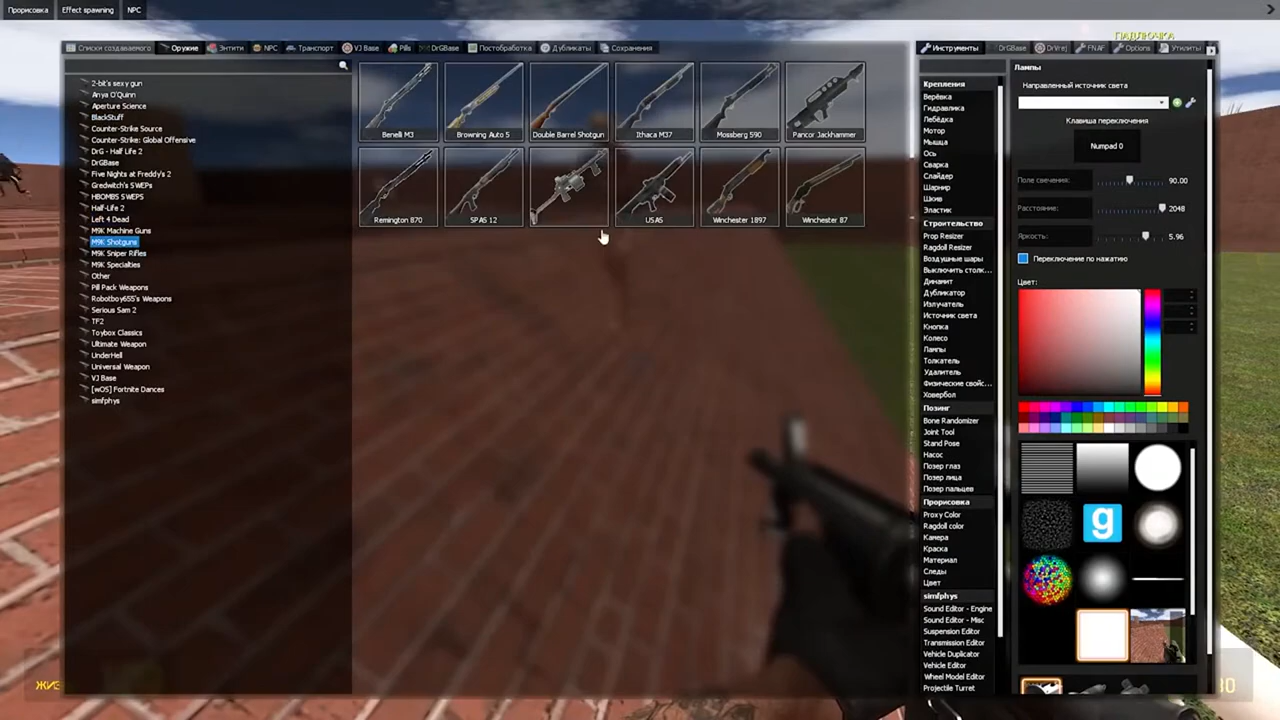 Прорисовка Effect spawning NPC
ПАДЛЮЧКА
Списки создаваемого Оружие Энтити NPC Транспорт VJ Base Pills DrGBase Постобработка Дубликаты Сохранения
2-bit's sexy gun
Anya O'Quinn
Aperture Science
BlackStuff
Counter-Strike Source
Counter-Strike: Global Offensive
DrG - Half Life 2
DrGBase
Five Nights at Freddy's 2
Gredwitch's SWEPs
HBOMBS SWEPS
Half-Life 2
Left 4 Dead
M9K Machine Guns
M9K Shotguns
M9K Sniper Rifles
M9K Specialties
Other
Pill Pack Weapons
Robotboy655's Weapons
Serious Sam 2
TF2
Toybox Classics
Ultimate Weapon
UnderHell
Universal Weapon
VJ Base
[wOS] Fortnite Dances
simfphys
Benelli M3 Browning Auto 5 Double Barrel Shotgun Ithaca M37 Mossberg 590 Pancor Jackhammer
Remington 870 SPAS 12 USAS Winchester 1897 Winchester 87
Инструменты DrGBase Dr(re) FNAF Options Утилиты
Крепления
Верёвка
Гидравлика
Лебёдка
Мотор
Мышца
Ось
Сварка
Слайдер
Шарнир
Шкив
Эластик
Строительство
Prop Resizer
Ragdoll Resizer
Воздушные шары
Выключить столк...
Динамит
Дубликатор
Излучатель
Источник света
Кнопка
Колесо
Лампы
Толкатель
Удалитель
Физические свойс...
Ховербол
Позинг
Bone Randomizer
Joint Tool
Stand Pose
Насос
Позер глаз
Позер лица
Позер пальцев
Прорисовка
Proxy Color
Ragdoll color
Камера
Краска
Материал
Следы
Цвет
simfphys
Sound Editor - Engine
Sound Editor - Misc
Suspension Editor
Transmission Editor
Vehicle Duplicator
Vehicle Editor
Wheel Model Editor
Projectile Turret
Лампы
Направленный источник света
Клавиша переключения
Numpad 0
Поле свечения: 90.00
Расстояние: 2048
Яркость: 5.96
Переключение по нажатию
Цвет:
g